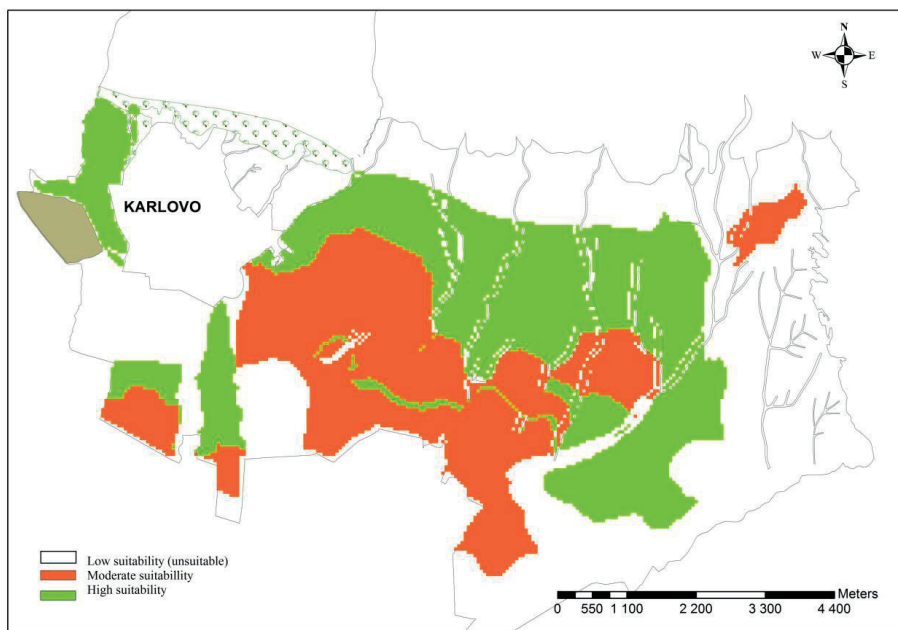 N
W E
S
KARLOVO
Low suitability (unsuitable)
Moderate suitabillity
High suitability
Meters
0 550 1 100 2 200 3 300 4 400